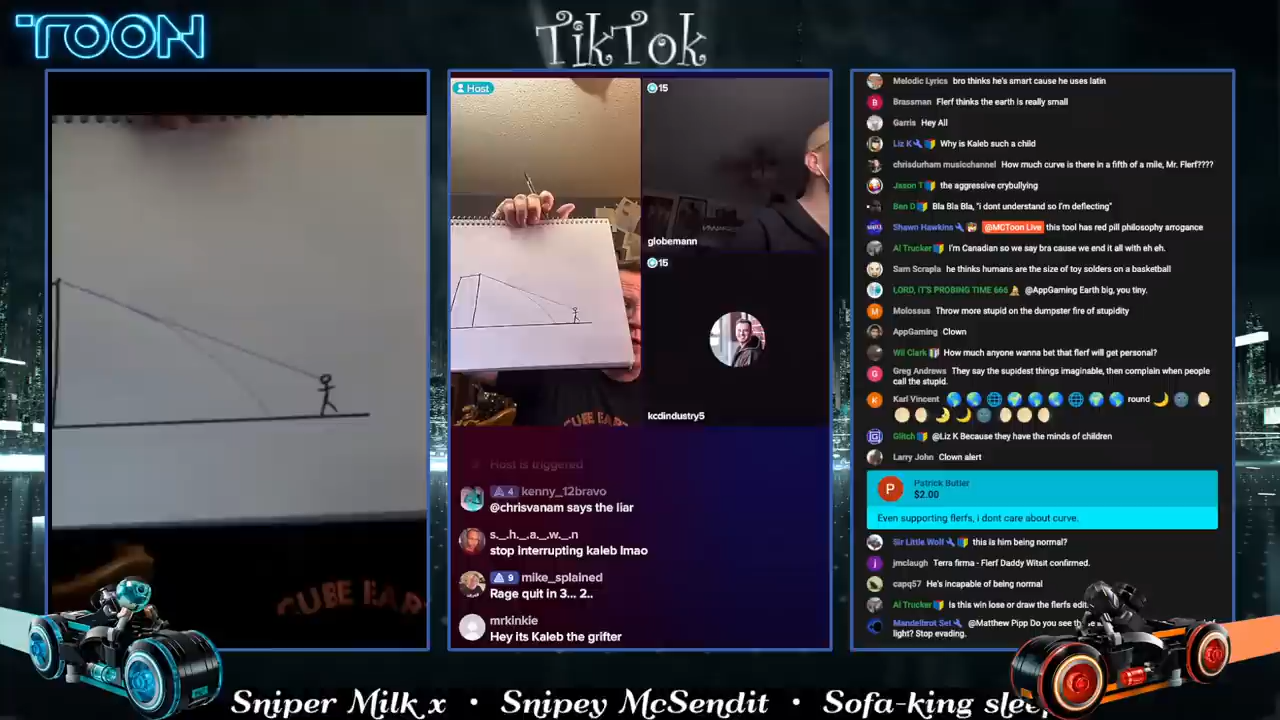 TOON
TikTok
Host
15
globemann
15
kcdindustry5
CUBE EAR
CUBE EAR
Host is triggered
4 kenny_12bravo
@chrisvanam says the liar
s._.h._.a._.w._.n
stop interrupting kaleb lmao
9 mike_splained
Rage quit in 3... 2..
mrkinkie
Hey its Kaleb the grifter
Melodic Lyrics bro thinks he's smart cause he uses latin
B Brassman Flerf thinks the earth is really small
Garris Hey All
Liz K Why is Kaleb such a child
chrisdurham musicchannel How much curve is there in a fifth of a mile, Mr. Flerf????
Jason T the aggressive crybullying
Ben D Bla Bla Bla, "i dont understand so I'm deflecting"
Shawn Hawkins @MCToon Live this tool has red pill philosophy arrogance
Al Trucker I'm Canadian so we say bra cause we end it all with eh eh.
Sam Scrapla he thinks humans are the size of toy solders on a basketball
LORD, IT'S PROBING TIME 666 @AppGaming Earth big, you tiny.
M Molossus Throw more stupid on the dumpster fire of stupidity
AppGaming Clown
Wil Clark How much anyone wanna bet that flerf will get personal?
G Greg Andrews They say the supidest things imaginable, then complain when people
call the stupid.
K Karl Vincent round
Glitch @Liz K Because they have the minds of children
Larry John Clown alert
P Patrick Butler
$2.00
Even supporting flerfs, i dont care about curve.
Sir Little Wolf this is him being normal?
j jmclaugh Terra firma - Flerf Daddy Witsit confirmed.
capq57 He's incapable of being normal
Al Trucker Is this win lose or draw the flerfs edit.
Mandelbrot Set @Matthew Pipp Do you see the
light? Stop evading.
Sniper Milk x • Snipey McSendit • Sofa-king